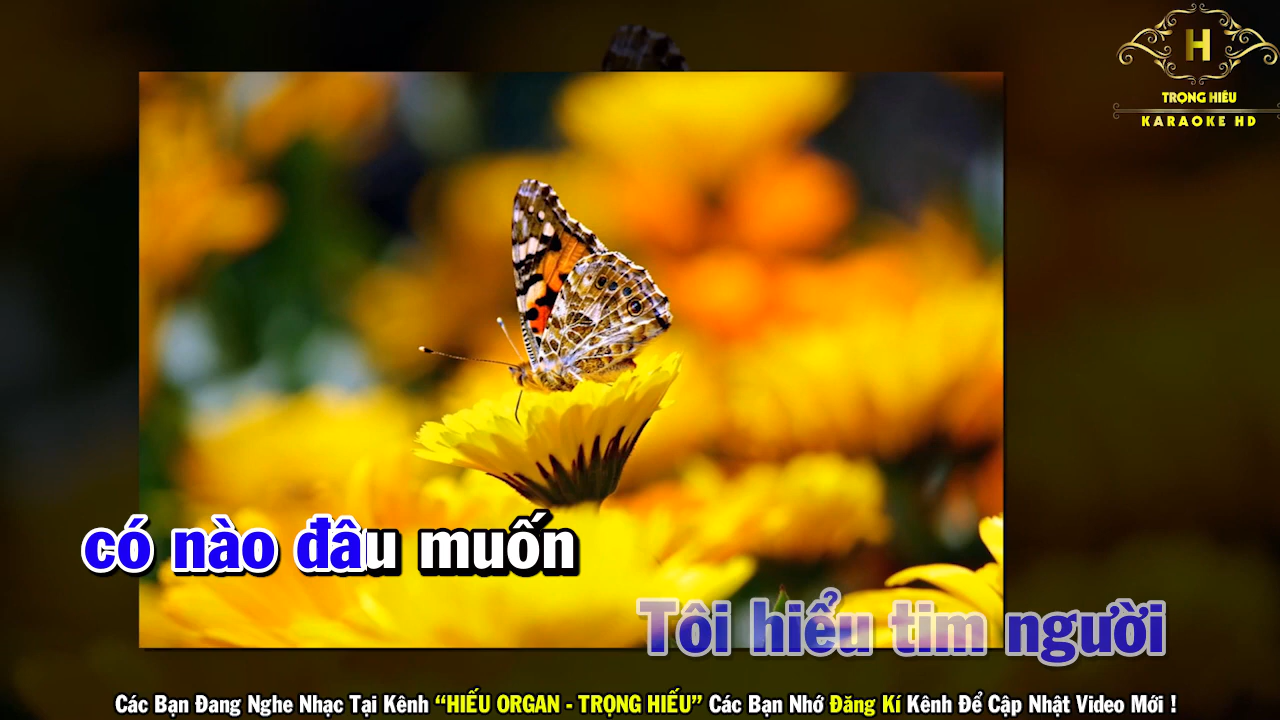 H
TRỌNG HIẾU
KARAOKE HD
có nào đâu muốn
Tôi hiểu tim người
Các Bạn Đang Nghe Nhạc Tại Kênh “HIẾU ORGAN - TRỌNG HIẾU” Các Bạn Nhớ Đăng Kí Kênh Để Cập Nhật Video Mới !